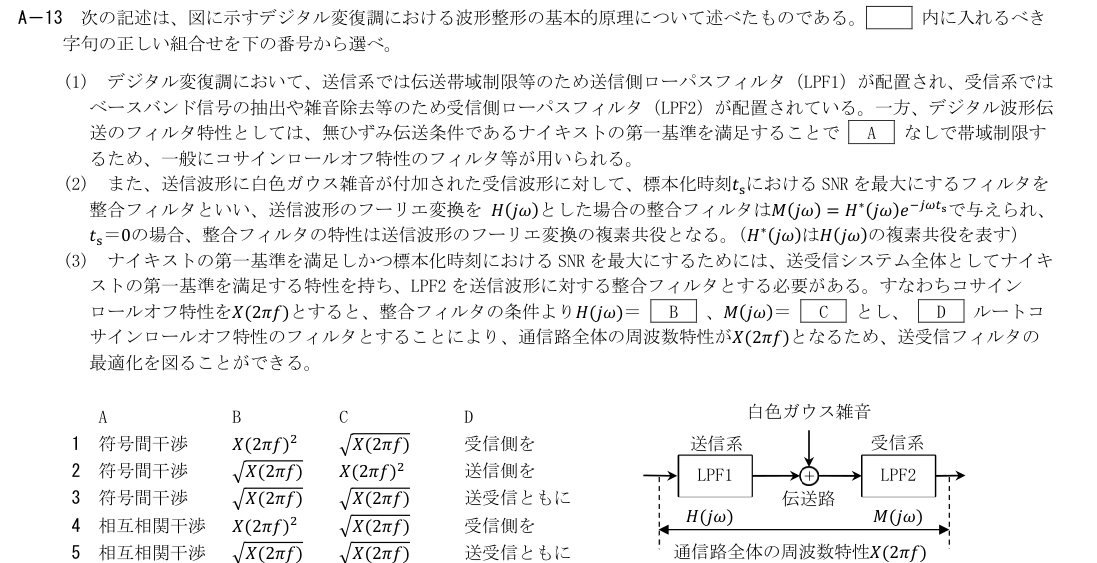 A－13　次の記述は、図に示すデジタル変復調における波形整形の基本的原理について述べたものである。□内に入れるべき
字句の正しい組合せを下の番号から選べ。
(1)　デジタル変復調において、送信系では伝送帯域制限等のため送信側ローパスフィルタ（LPF1）が配置され、受信系では
ベースバンド信号の抽出や雑音除去等のため受信側ローパスフィルタ（LPF2）が配置されている。一方、デジタル波形伝
送のフィルタ特性としては、無ひずみ伝送条件であるナイキストの第一基準を満足することで A なしで帯域制限す
るため、一般にコサインロールオフ特性のフィルタ等が用いられる。
(2)　また、送信波形に白色ガウス雑音が付加された受信波形に対して、標本化時刻tₛにおける SNR を最大にするフィルタを
整合フィルタといい、送信波形のフーリエ変換を H(jω)とした場合の整合フィルタはM(jω) = H*(jω)e^{-jωtₛ}で与えられ、
tₛ＝0の場合、整合フィルタの特性は送信波形のフーリエ変換の複素共役となる。（H*(jω)はH(jω)の複素共役を表す）
(3)　ナイキストの第一基準を満足しかつ標本化時刻における SNR を最大にするためには、送受信システム全体としてナイキ
ストの第一基準を満足する特性を持ち、LPF2 を送信波形に対する整合フィルタとする必要がある。すなわちコサイン
ロールオフ特性をX(2πf)とすると、整合フィルタの条件よりH(jω)＝ B 、M(jω)＝ C とし、 D ルートコ
サインロールオフ特性のフィルタとすることにより、通信路全体の周波数特性がX(2πf)となるため、送受信フィルタの
最適化を図ることができる。
A　B　C　D
1　符号間干渉　X(2πf)²　√X(2πf)　受信側を
2　符号間干渉　√X(2πf)　X(2πf)²　送信側を
3　符号間干渉　√X(2πf)　√X(2πf)　送受信ともに
4　相互相関干渉　X(2πf)²　√X(2πf)　受信側を
5　相互相関干渉　√X(2πf)　√X(2πf)　送受信ともに
白色ガウス雑音
送信系　受信系
LPF1　+　LPF2
伝送路
H(jω)　M(jω)
通信路全体の周波数特性X(2πf)